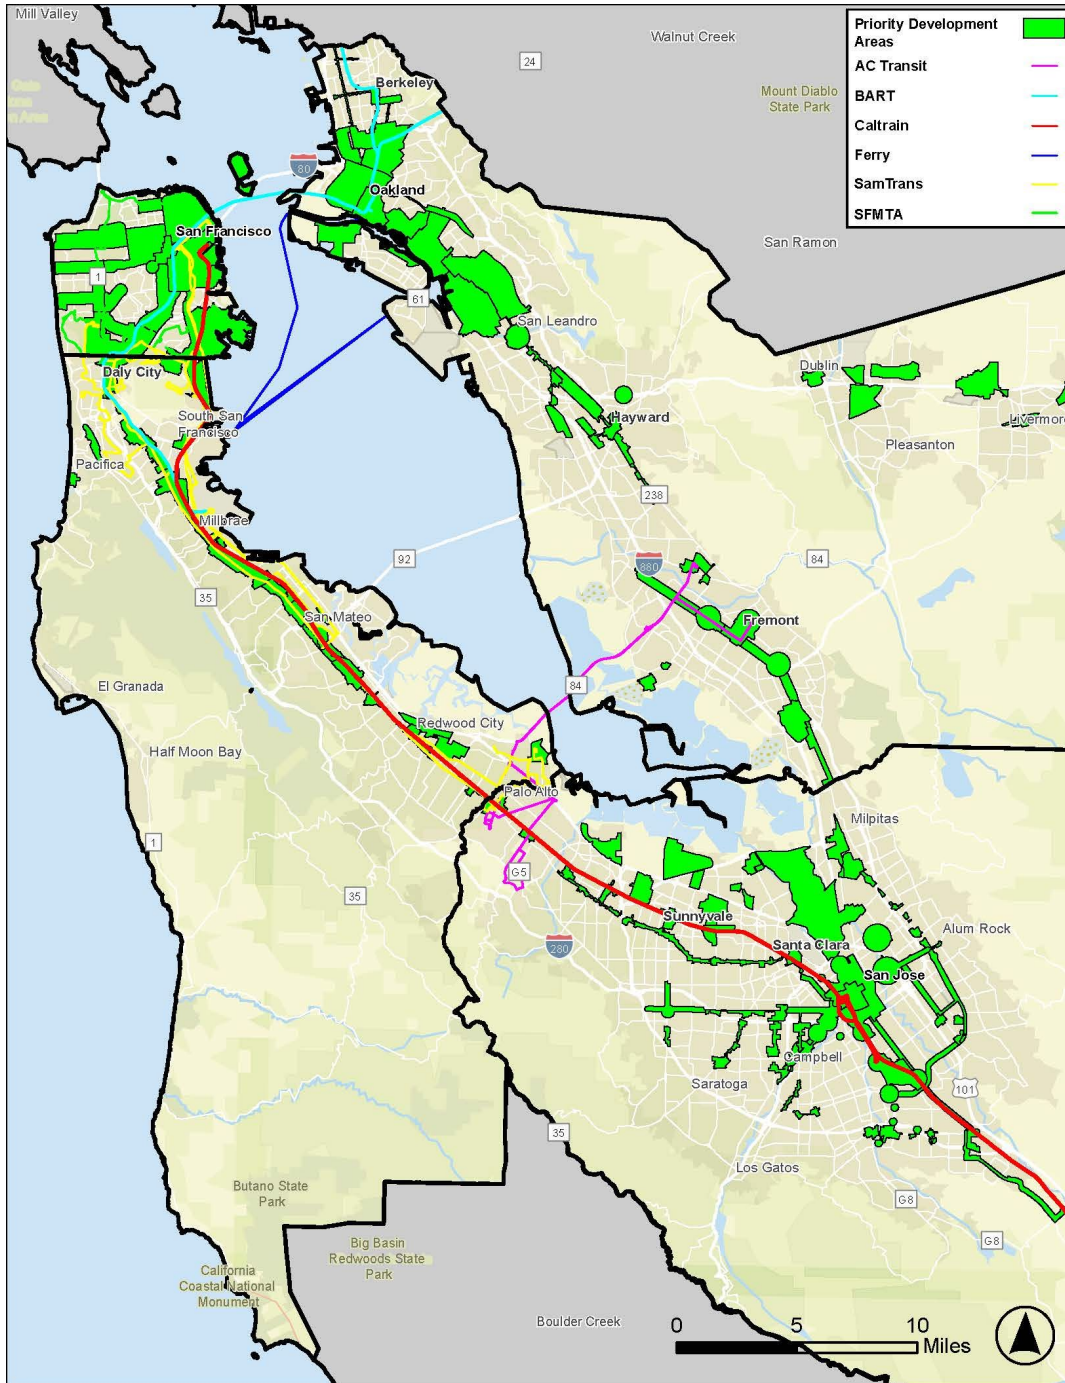 Mill Valley
Walnut Creek
24
Priority Development
Areas
AC Transit
BART
Caltrain
Ferry
SamTrans
SFMTA
Berkeley
Mount Diablo
State Park
80
Oakland
San Francisco
San Ramon
1
61
San Leandro
Daly City
Dublin
South San
Francisco
Hayward
Livermore
Pleasanton
Pacifica
238
Millbrae
92
880
84
35
San Mateo
Fremont
El Granada
84
Redwood City
Half Moon Bay
Palo Alto
Milpitas
1
G5
35
Sunnyvale
Alum Rock
280
Santa Clara
San Jose
Campbell
Saratoga
101
35
Los Gatos
Butano State
Park
G8
G8
Big Basin
Redwoods State
Park
California
Coastal National
Monument
Boulder Creek
0 5 10
Miles